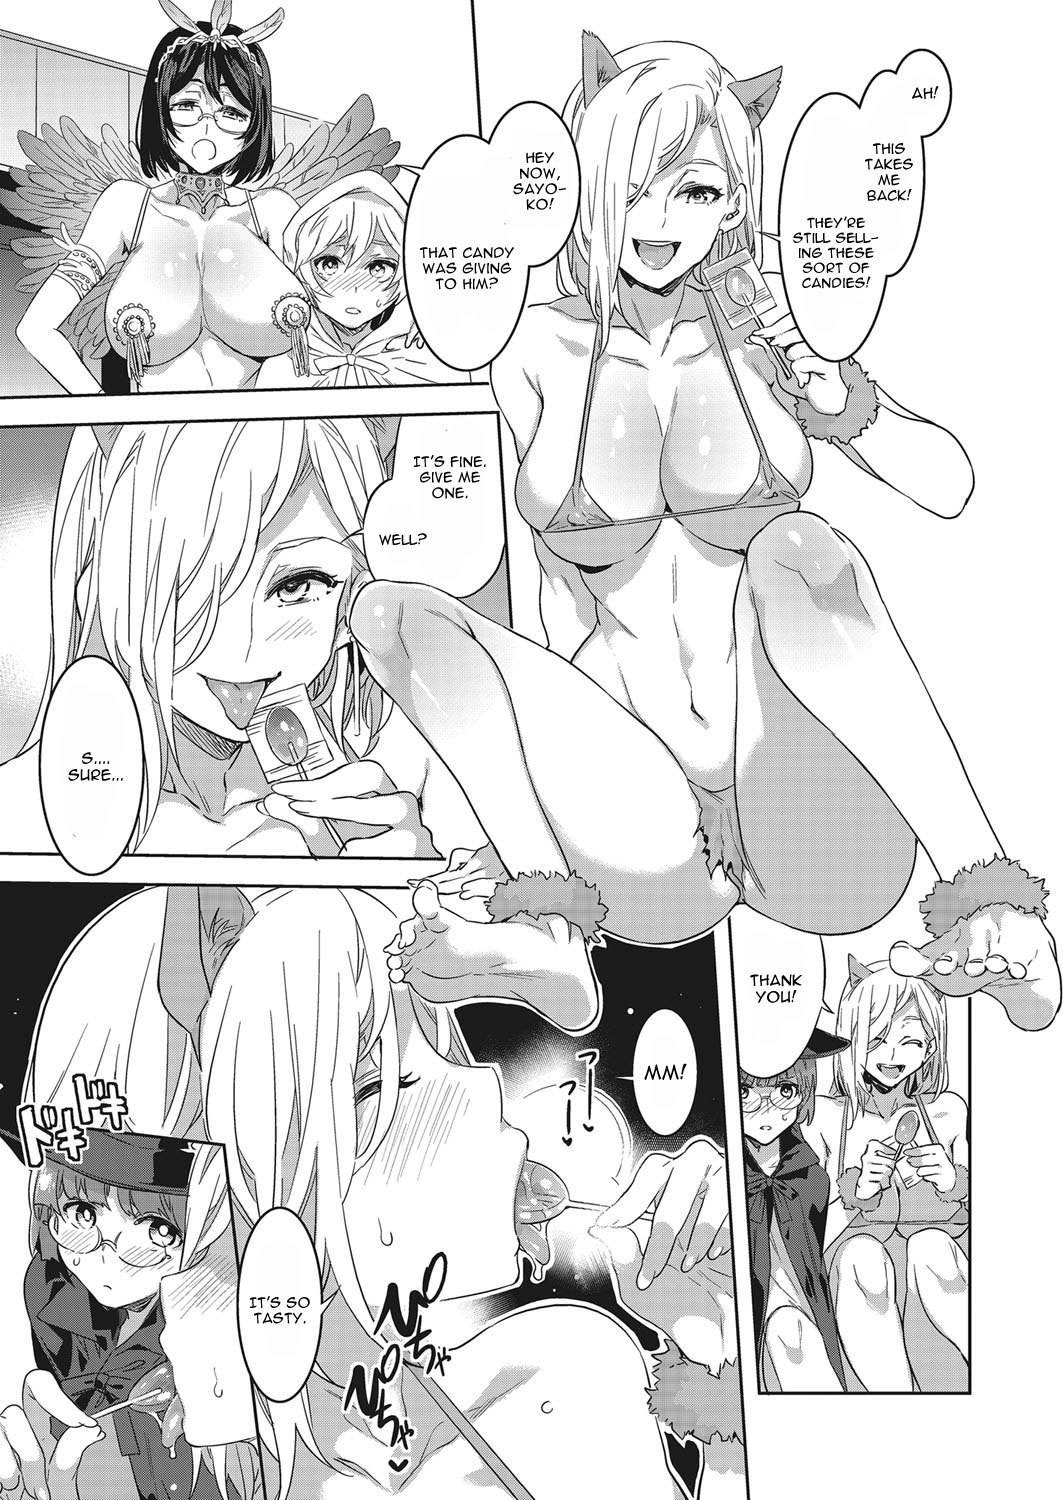 AH!
THIS
TAKES
ME
BACK!
THEY'RE
STILL SELL-
ING THESE
SORT OF
CANDIES!
HEY
NOW,
SAYO-
KO!
THAT CANDY
WAS GIVING
TO HIM?
IT'S FINE.
GIVE ME
ONE.
WELL?
S....
SURE...
THANK
YOU!
MM!
ドキドキ
IT'S SO
TASTY.